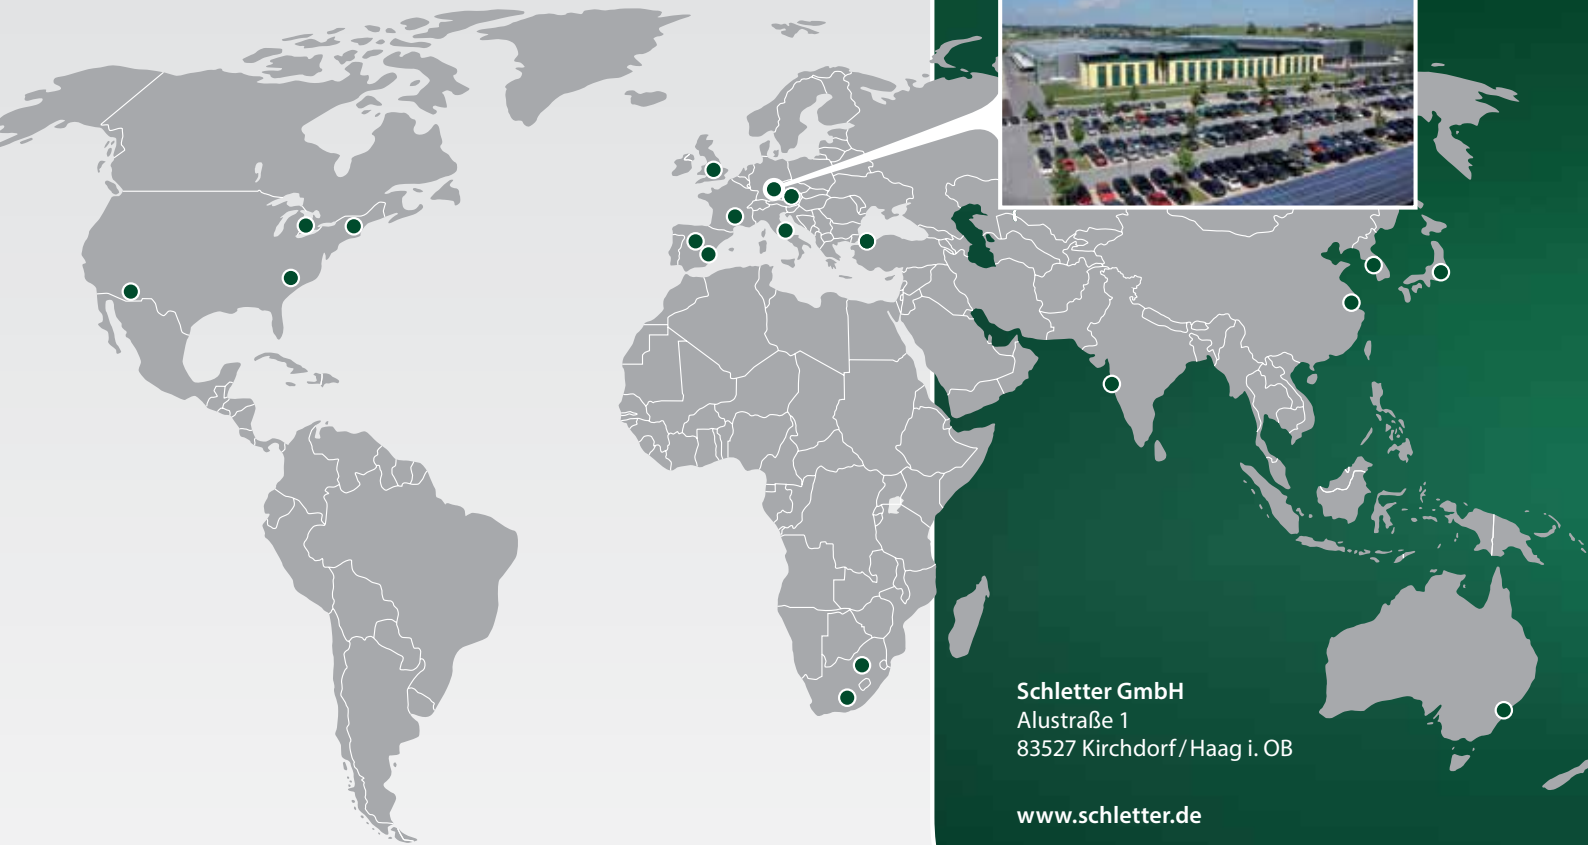 Schletter GmbH
Alustraße 1
83527 Kirchdorf / Haag i. OB
www.schletter.de